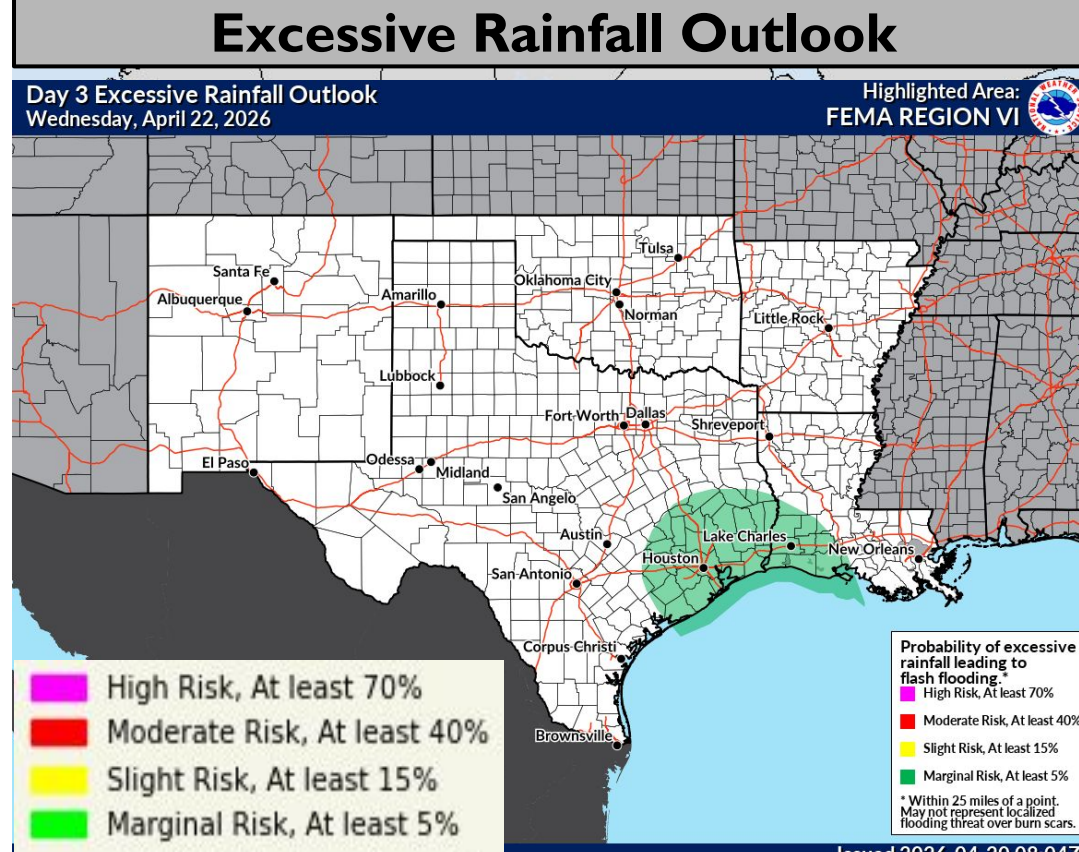 Excessive Rainfall Outlook
Day 3 Excessive Rainfall Outlook
Wednesday, April 22, 2026
Highlighted Area:
FEMA REGION VI
Tulsa
Santa Fe
Oklahoma City
Albuquerque
Amarillo
Norman
Little Rock
Lubbock
Fort Worth
Dallas
Shreveport
El Paso
Odessa
Midland
San Angelo
Austin
Lake Charles
New Orleans
Houston
San Antonio
Corpus Christi
Brownsville
High Risk, At least 70%
Moderate Risk, At least 40%
Slight Risk, At least 15%
Marginal Risk, At least 5%
Probability of excessive
rainfall leading to
flash flooding.*
High Risk, At least 70%
Moderate Risk, At least 40%
Slight Risk, At least 15%
Marginal Risk, At least 5%
* Within 25 miles of a point.
May not represent localized
flooding threat over burn scars.